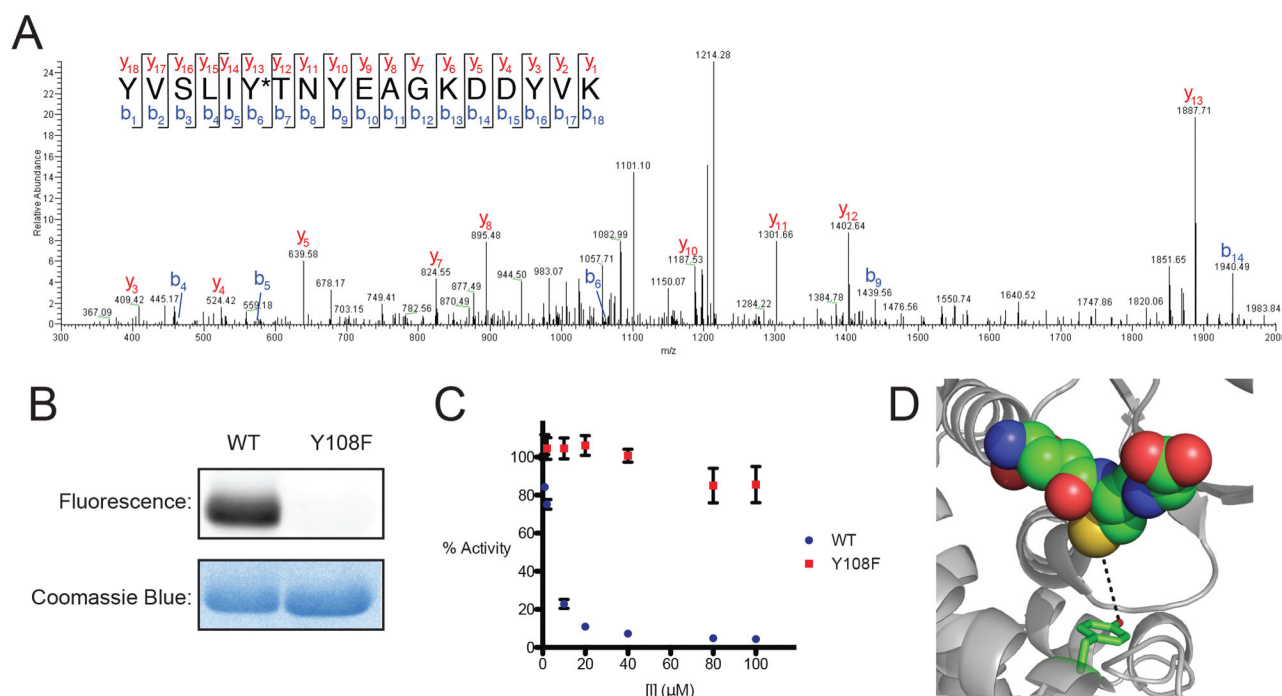 A
y18 y17 y16 y15 y14 y13 y12 y11 y10 y9 y8 y7 y6 y5 y4 y3 y2 y1
Y V S L I Y* T N Y E A G K D D Y V K
b1 b2 b3 b4 b5 b6 b7 b8 b9 b10 b11 b12 b13 b14 b15 b16 b17 b18
Relative Abundance
24
22
20
18
16
14
12
10
8
6
4
2
0
1214.28
y13
1887.71
1101.10
y8
895.48
y12
1402.64
y11
1301.66
y5
639.58
1082.99
y10
1187.53
1057.71
1851.65
b14
1940.49
y7
824.55
983.07
944.50
877.49
870.49
y3
409.42
b4
y4
524.42
b5
678.17
b6
1150.07
b9
1439.56
367.09
445.17
559.18
703.15
749.41
792.56
1284.22
1384.78
1476.56
1550.74
1640.52
1747.86
1820.06
1983.84
300 400 500 600 700 800 900 1000 1100 1200 1300 1400 1500 1600 1700 1800 1900 200
m/z
B
WT Y108F
Fluorescence:
Coomassie Blue:
C
% Activity
100
80
60
40
20
0
0 20 40 60 80 100
[I] (μM)
WT
Y108F
D